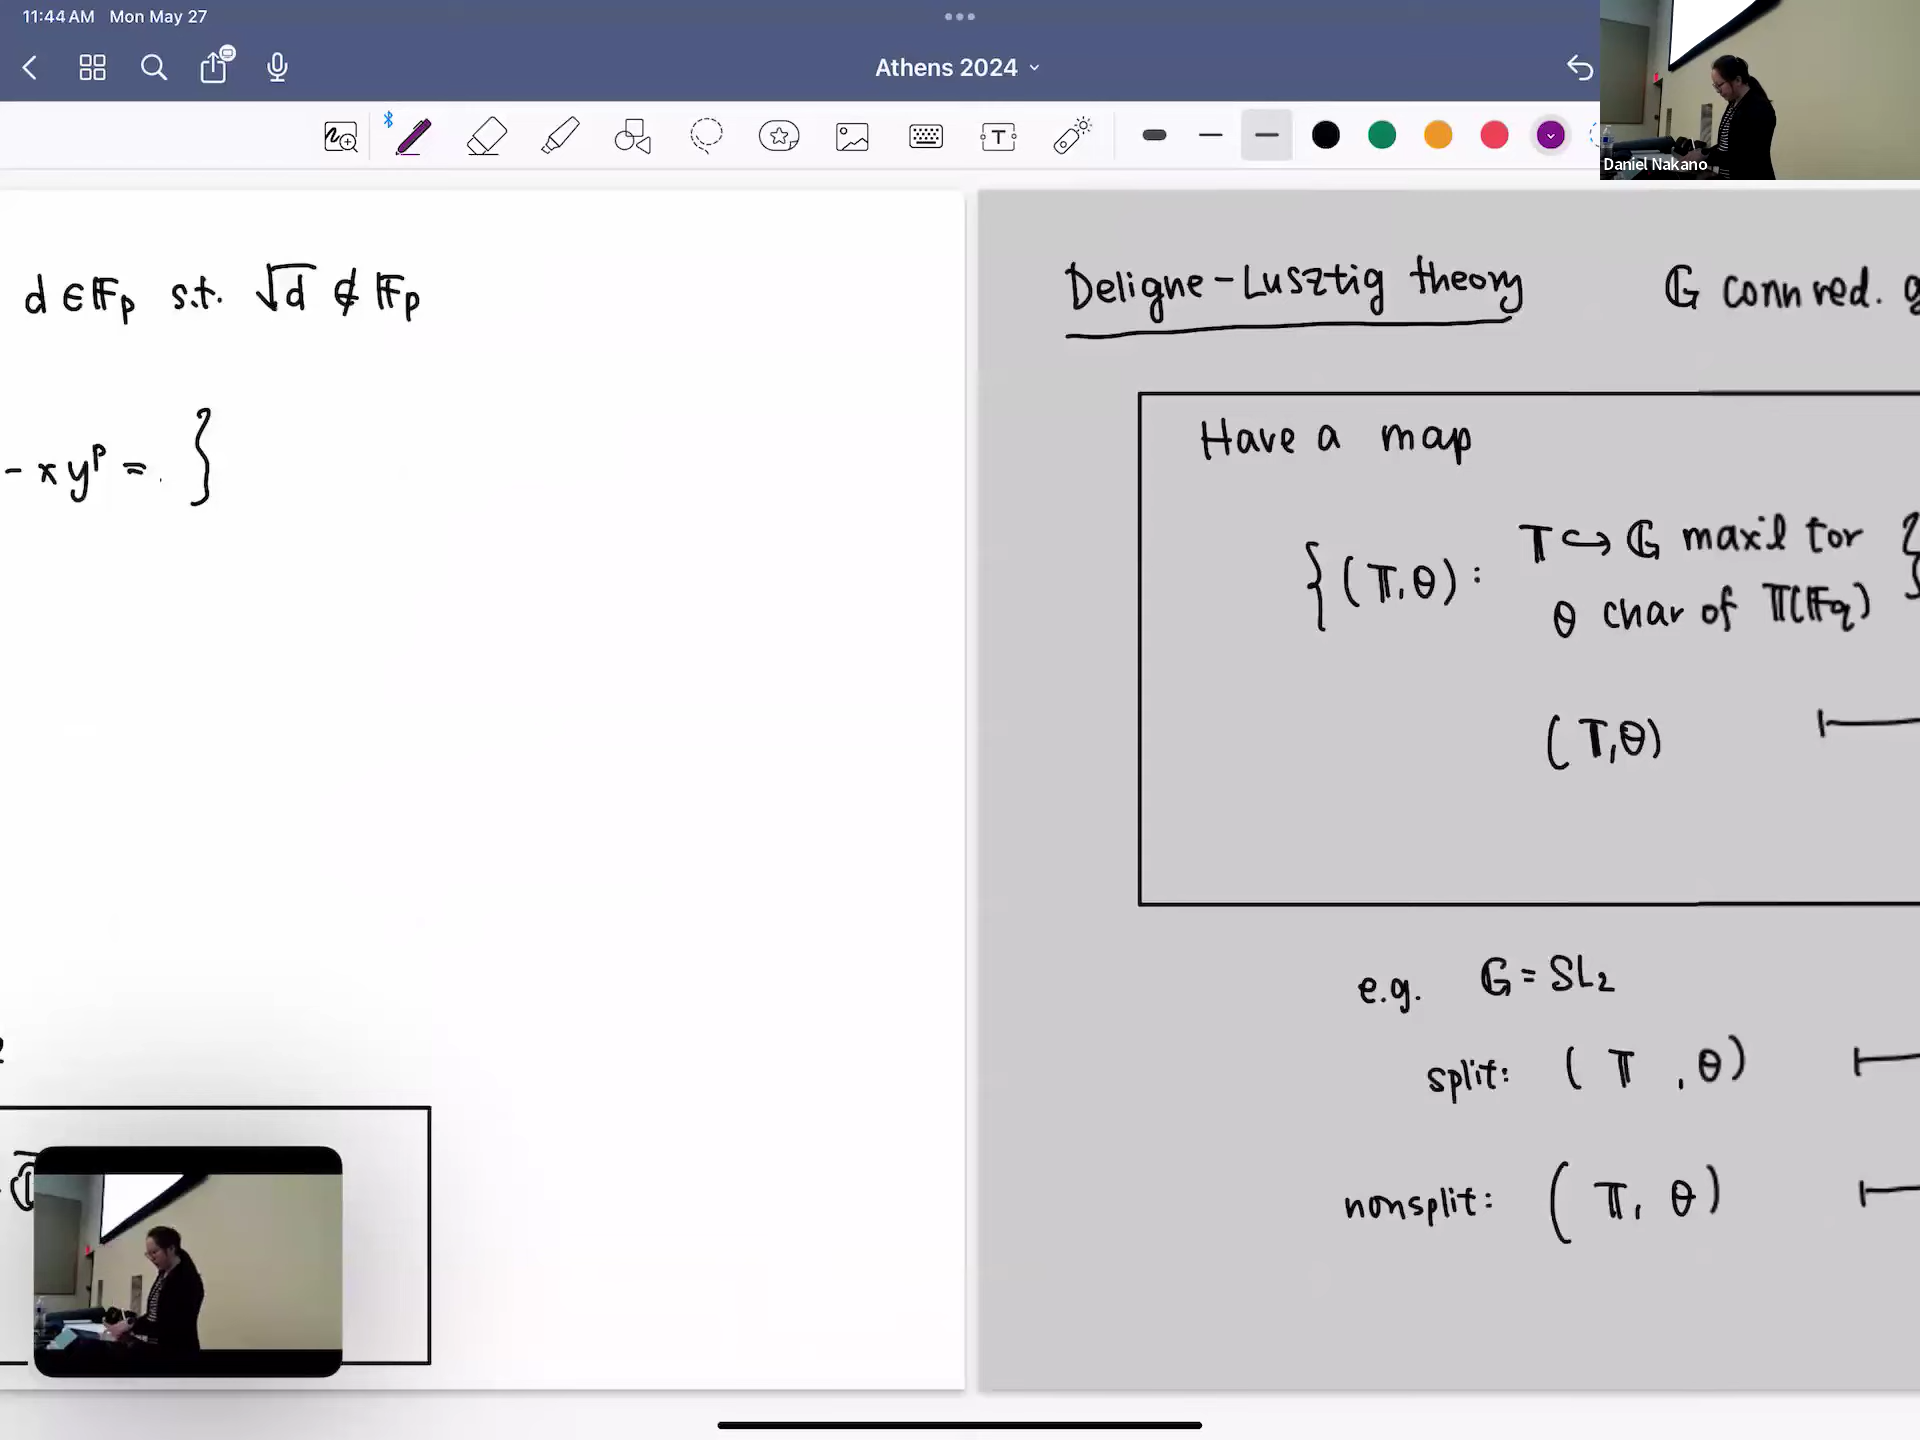 11:44 AM Mon May 27
Athens 2024
Daniel Nakano
d ∈ 𝔽p s.t. √d ∉ 𝔽p
- x y^p = . }
Deligne-Lusztig theory 𝔾 conn red. g
Have a map
{ (𝕋, θ) : 𝕋 ↪ 𝔾 max'l tor }
θ char of 𝕋(𝔽q)
(𝕋, θ) ⊢
e.g. 𝔾 = SL₂
split: ( 𝕋 , θ ) ⊢
nonsplit: ( 𝕋, θ ) ⊢